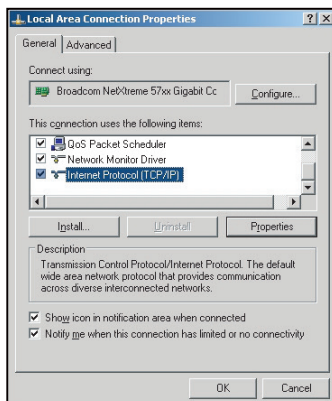 Local Area Connection Properties
General Advanced
Connect using:
Broadcom NetXtreme 57xx Gigabit Cc
Configure...
This connection uses the following items:
QoS Packet Scheduler
Network Monitor Driver
Internet Protocol (TCP/IP)
Install... Uninstall Properties
Description
Transmission Control Protocol/Internet Protocol. The default
wide area network protocol that provides communication
across diverse interconnected networks.
Show icon in notification area when connected
Notify me when this connection has limited or no connectivity
OK Cancel